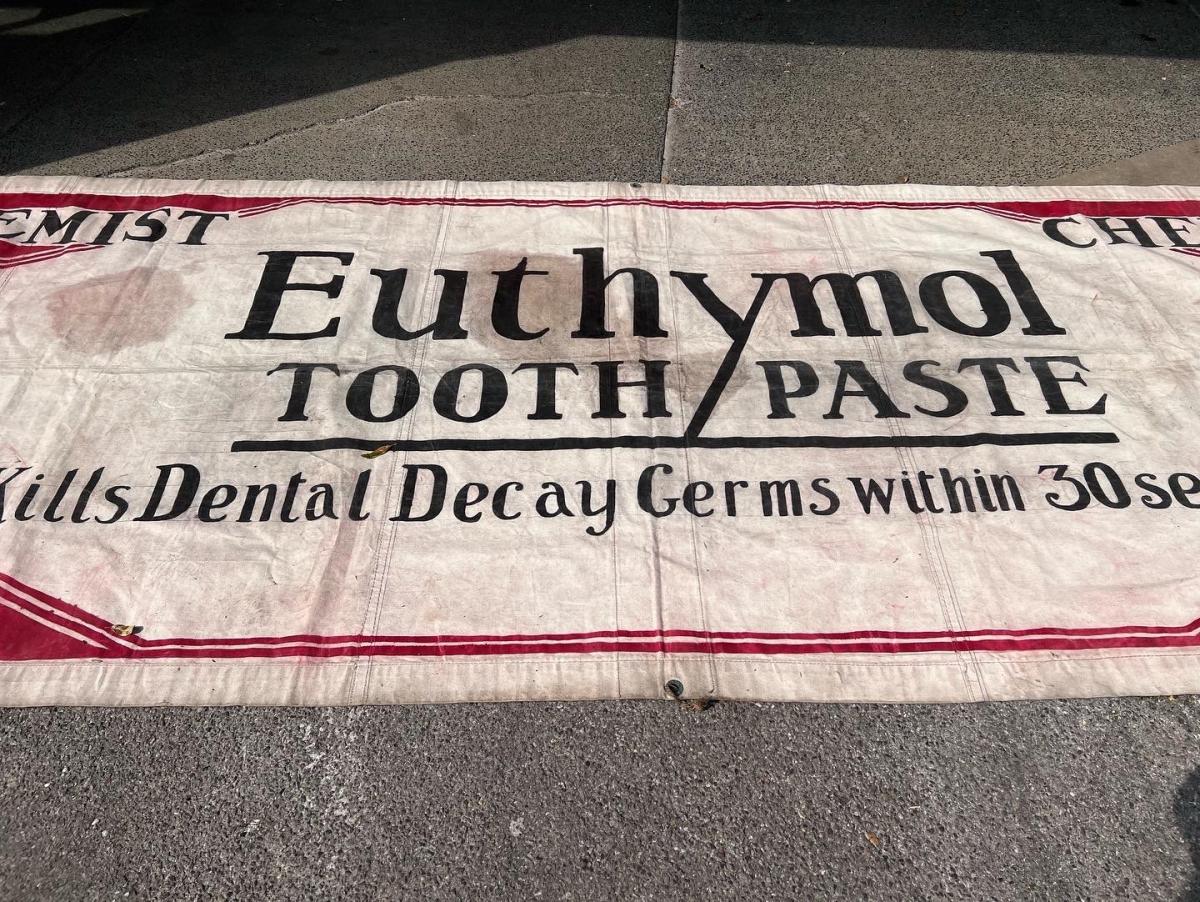 EMIST CHE
Euthymol
TOOTH PASTE
Kills Dental Decay Germs within 30 se